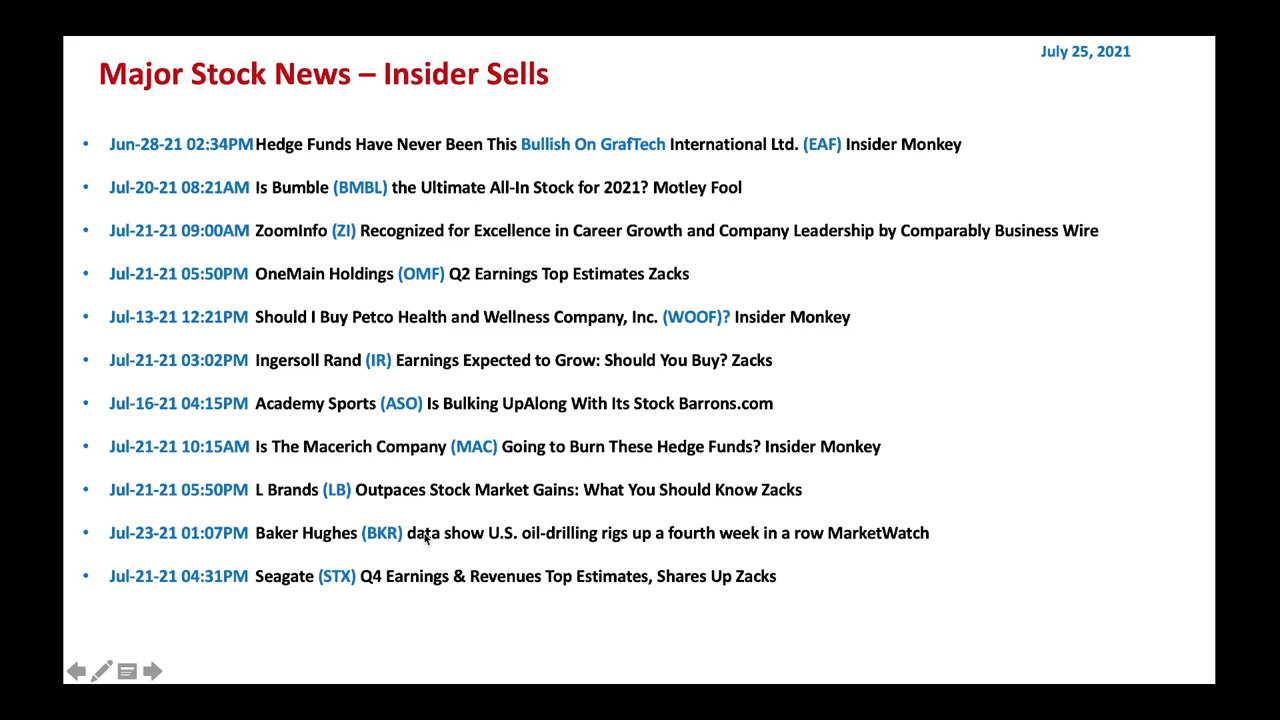 July 25, 2021
Major Stock News – Insider Sells
• Jun-28-21 02:34PM Hedge Funds Have Never Been This Bullish On GrafTech International Ltd. (EAF) Insider Monkey
• Jul-20-21 08:21AM Is Bumble (BMBL) the Ultimate All-In Stock for 2021? Motley Fool
• Jul-21-21 09:00AM ZoomInfo (ZI) Recognized for Excellence in Career Growth and Company Leadership by Comparably Business Wire
• Jul-21-21 05:50PM OneMain Holdings (OMF) Q2 Earnings Top Estimates Zacks
• Jul-13-21 12:21PM Should I Buy Petco Health and Wellness Company, Inc. (WOOF)? Insider Monkey
• Jul-21-21 03:02PM Ingersoll Rand (IR) Earnings Expected to Grow: Should You Buy? Zacks
• Jul-16-21 04:15PM Academy Sports (ASO) Is Bulking UpAlong With Its Stock Barrons.com
• Jul-21-21 10:15AM Is The Macerich Company (MAC) Going to Burn These Hedge Funds? Insider Monkey
• Jul-21-21 05:50PM L Brands (LB) Outpaces Stock Market Gains: What You Should Know Zacks
• Jul-23-21 01:07PM Baker Hughes (BKR) data show U.S. oil-drilling rigs up a fourth week in a row MarketWatch
• Jul-21-21 04:31PM Seagate (STX) Q4 Earnings & Revenues Top Estimates, Shares Up Zacks